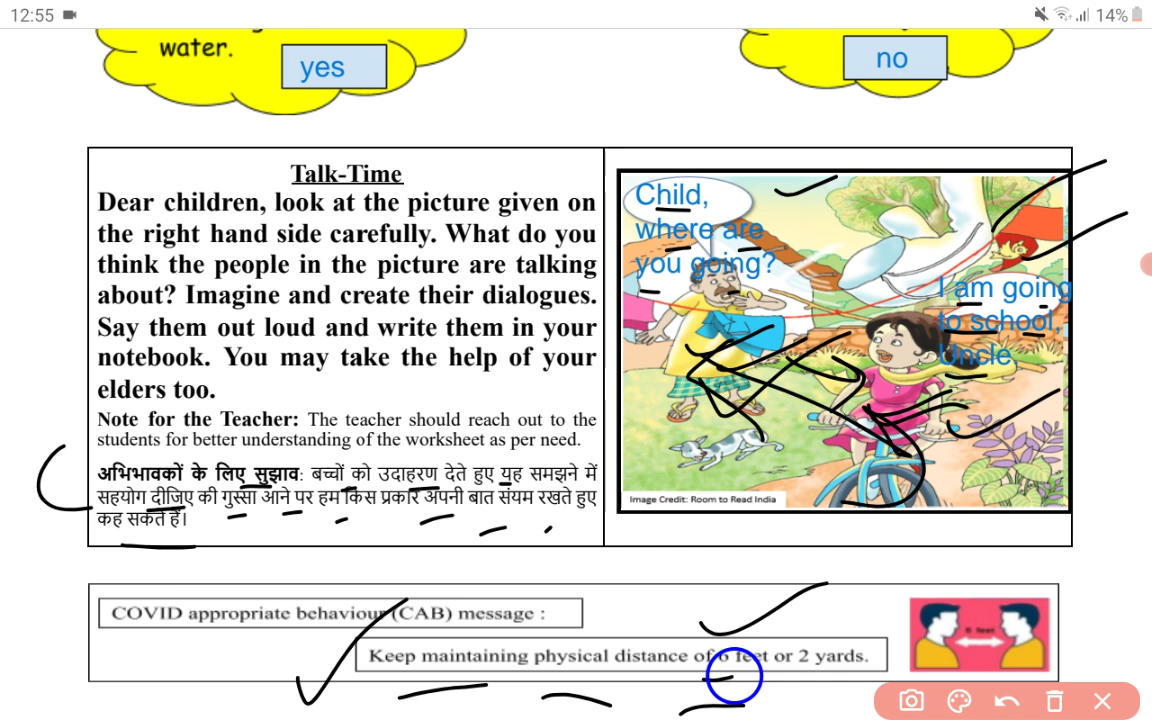 12:55
14%
water.
yes
no
Talk-Time
Dear children, look at the picture given on
the right hand side carefully. What do you
think the people in the picture are talking
about? Imagine and create their dialogues.
Say them out loud and write them in your
notebook. You may take the help of your
elders too.
Note for the Teacher: The teacher should reach out to the
students for better understanding of the worksheet as per need.
अभिभावकों के लिए सुझाव: बच्चों को उदाहरण देते हुए यह समझने में
सहयोग दीजिए की गुस्सा आने पर हम किस प्रकार अपनी बात संयम रखते हुए
कह सकते हैं।
Child,
where are
you going?
I am going
to school,
Uncle
Image Credit: Room to Read India
COVID appropriate behaviour (CAB) message :
Keep maintaining physical distance of 6 feet or 2 yards.
6 feet